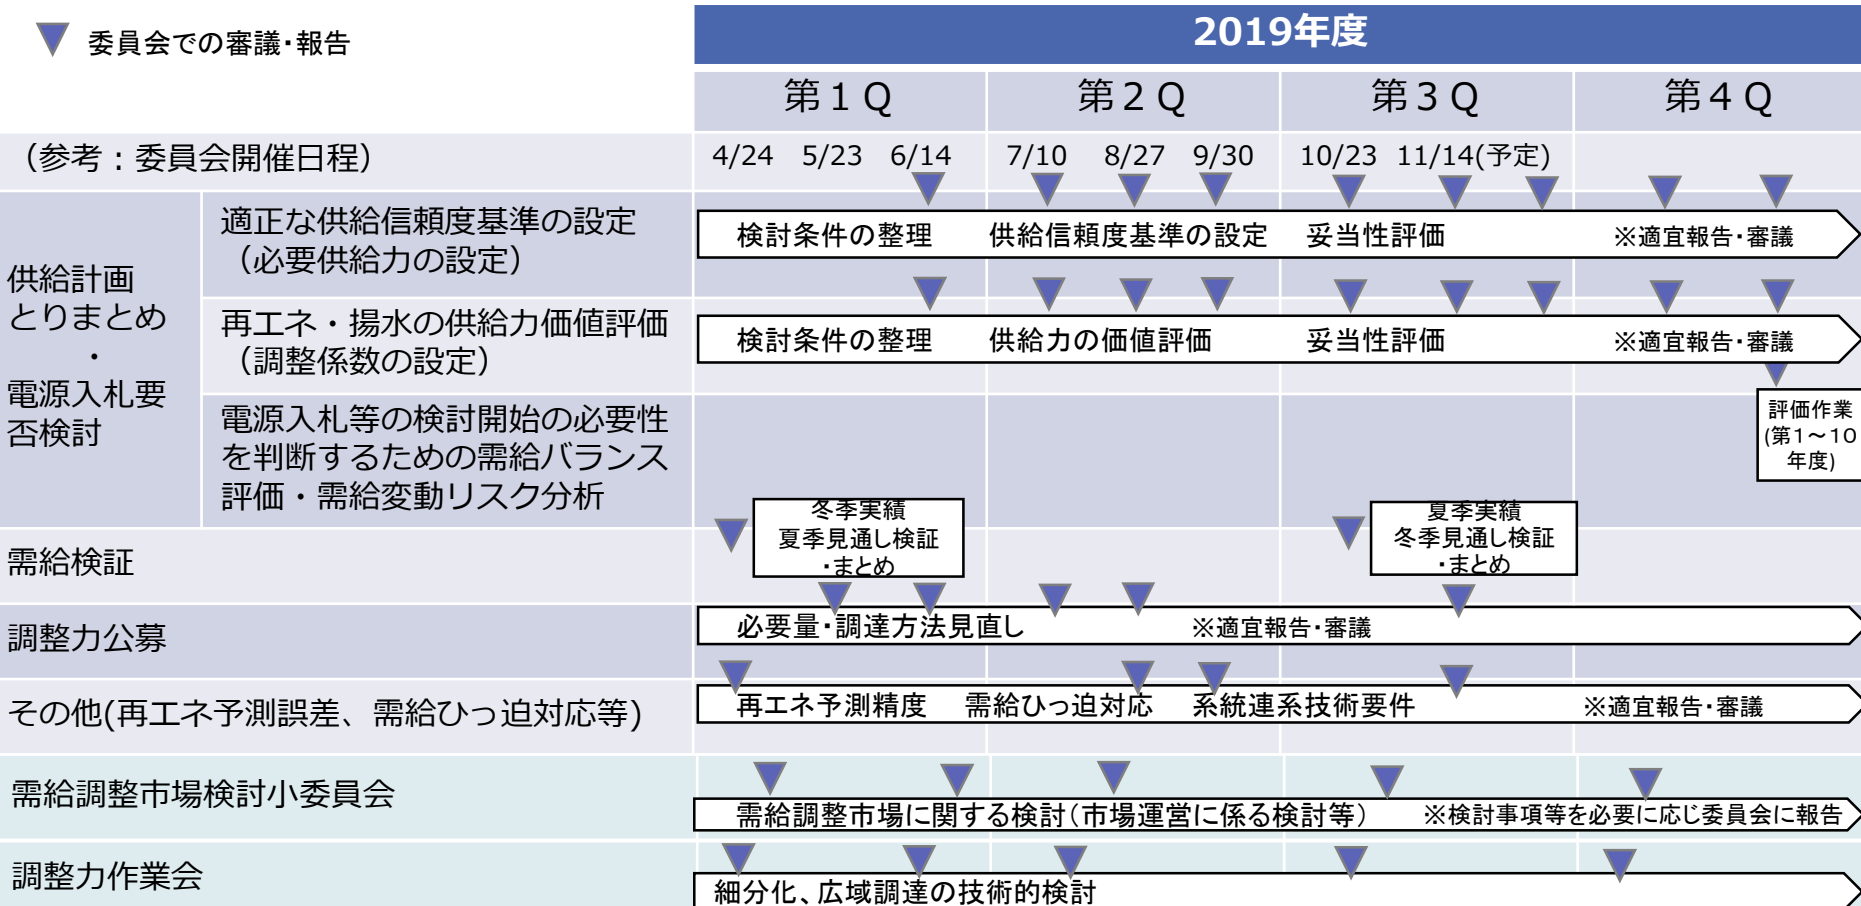 委員会での審議・報告
2019年度
第１Q
第２Q
第３Q
第４Q
（参考：委員会開催日程）
4/24 5/23 6/14
7/10 8/27 9/30
10/23 11/14(予定)
供給計画
とりまとめ
・
電源入札要
否検討
適正な供給信頼度基準の設定
（必要供給力の設定）
検討条件の整理
供給信頼度基準の設定
妥当性評価
※適宜報告・審議
再エネ・揚水の供給力価値評価
（調整係数の設定）
検討条件の整理
供給力の価値評価
妥当性評価
※適宜報告・審議
電源入札等の検討開始の必要性
を判断するための需給バランス
評価・需給変動リスク分析
評価作業
(第１～１０
年度)
需給検証
冬季実績
夏季見通し検証
・まとめ
夏季実績
冬季見通し検証
・まとめ
調整力公募
必要量・調達方法見直し
※適宜報告・審議
その他(再エネ予測誤差、需給ひっ迫対応等)
再エネ予測精度
需給ひっ迫対応
系統連系技術要件
※適宜報告・審議
需給調整市場検討小委員会
需給調整市場に関する検討（市場運営に係る検討等）
※検討事項等を必要に応じ委員会に報告
調整力作業会
細分化、広域調達の技術的検討